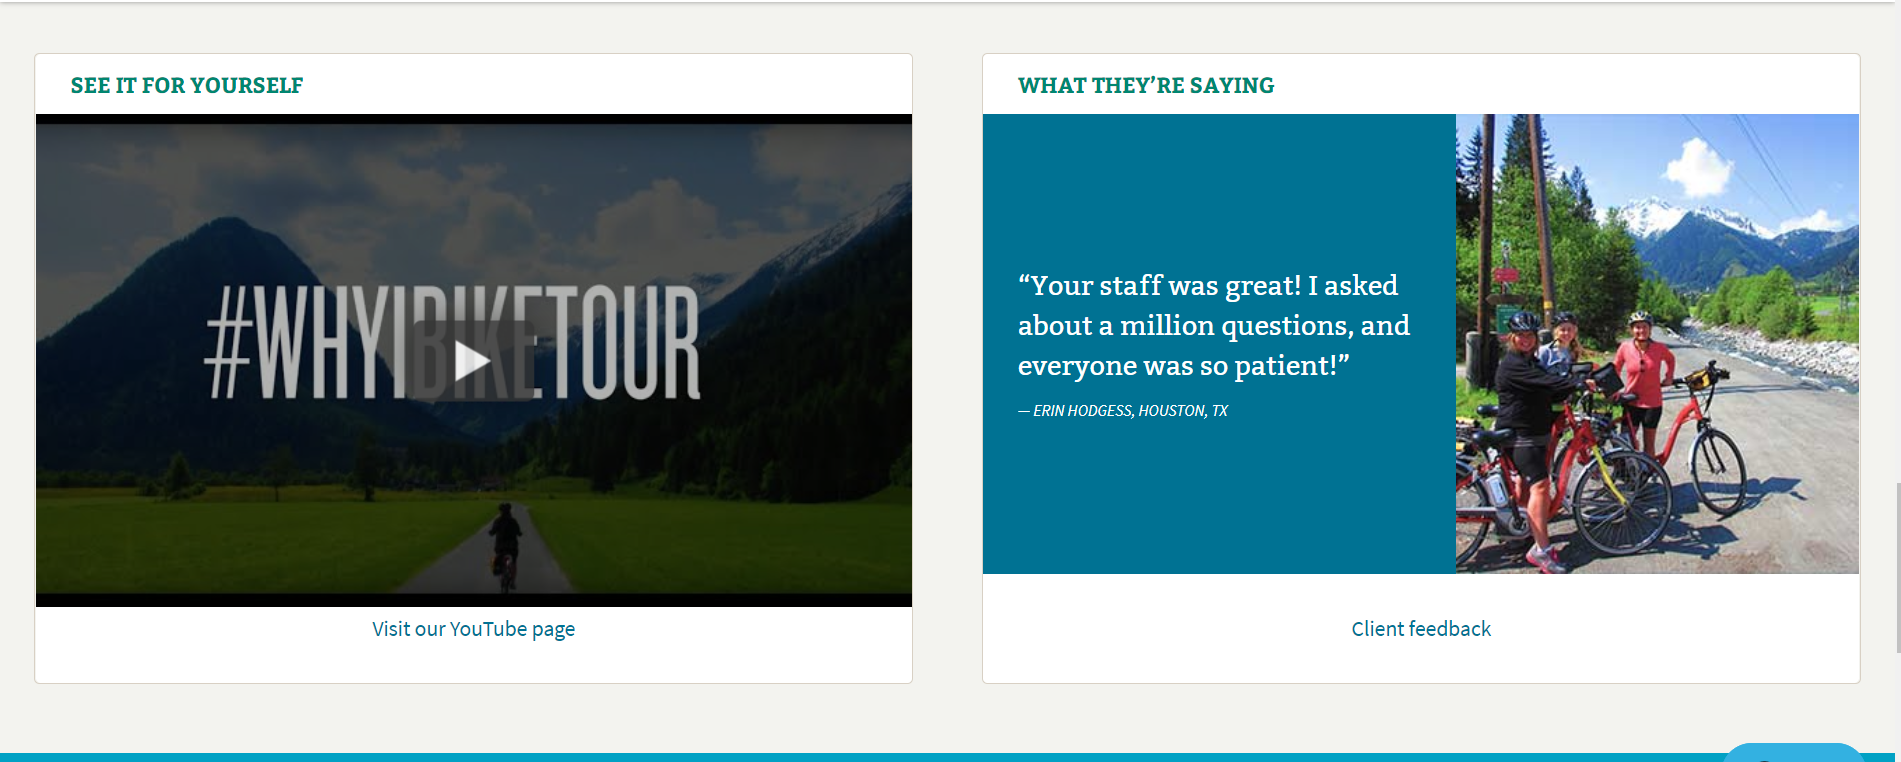 SEE IT FOR YOURSELF
#WHYIBIKETOUR
Visit our YouTube page
WHAT THEY’RE SAYING
“Your staff was great! I asked
about a million questions, and
everyone was so patient!”
— ERIN HODGESS, HOUSTON, TX
Client feedback